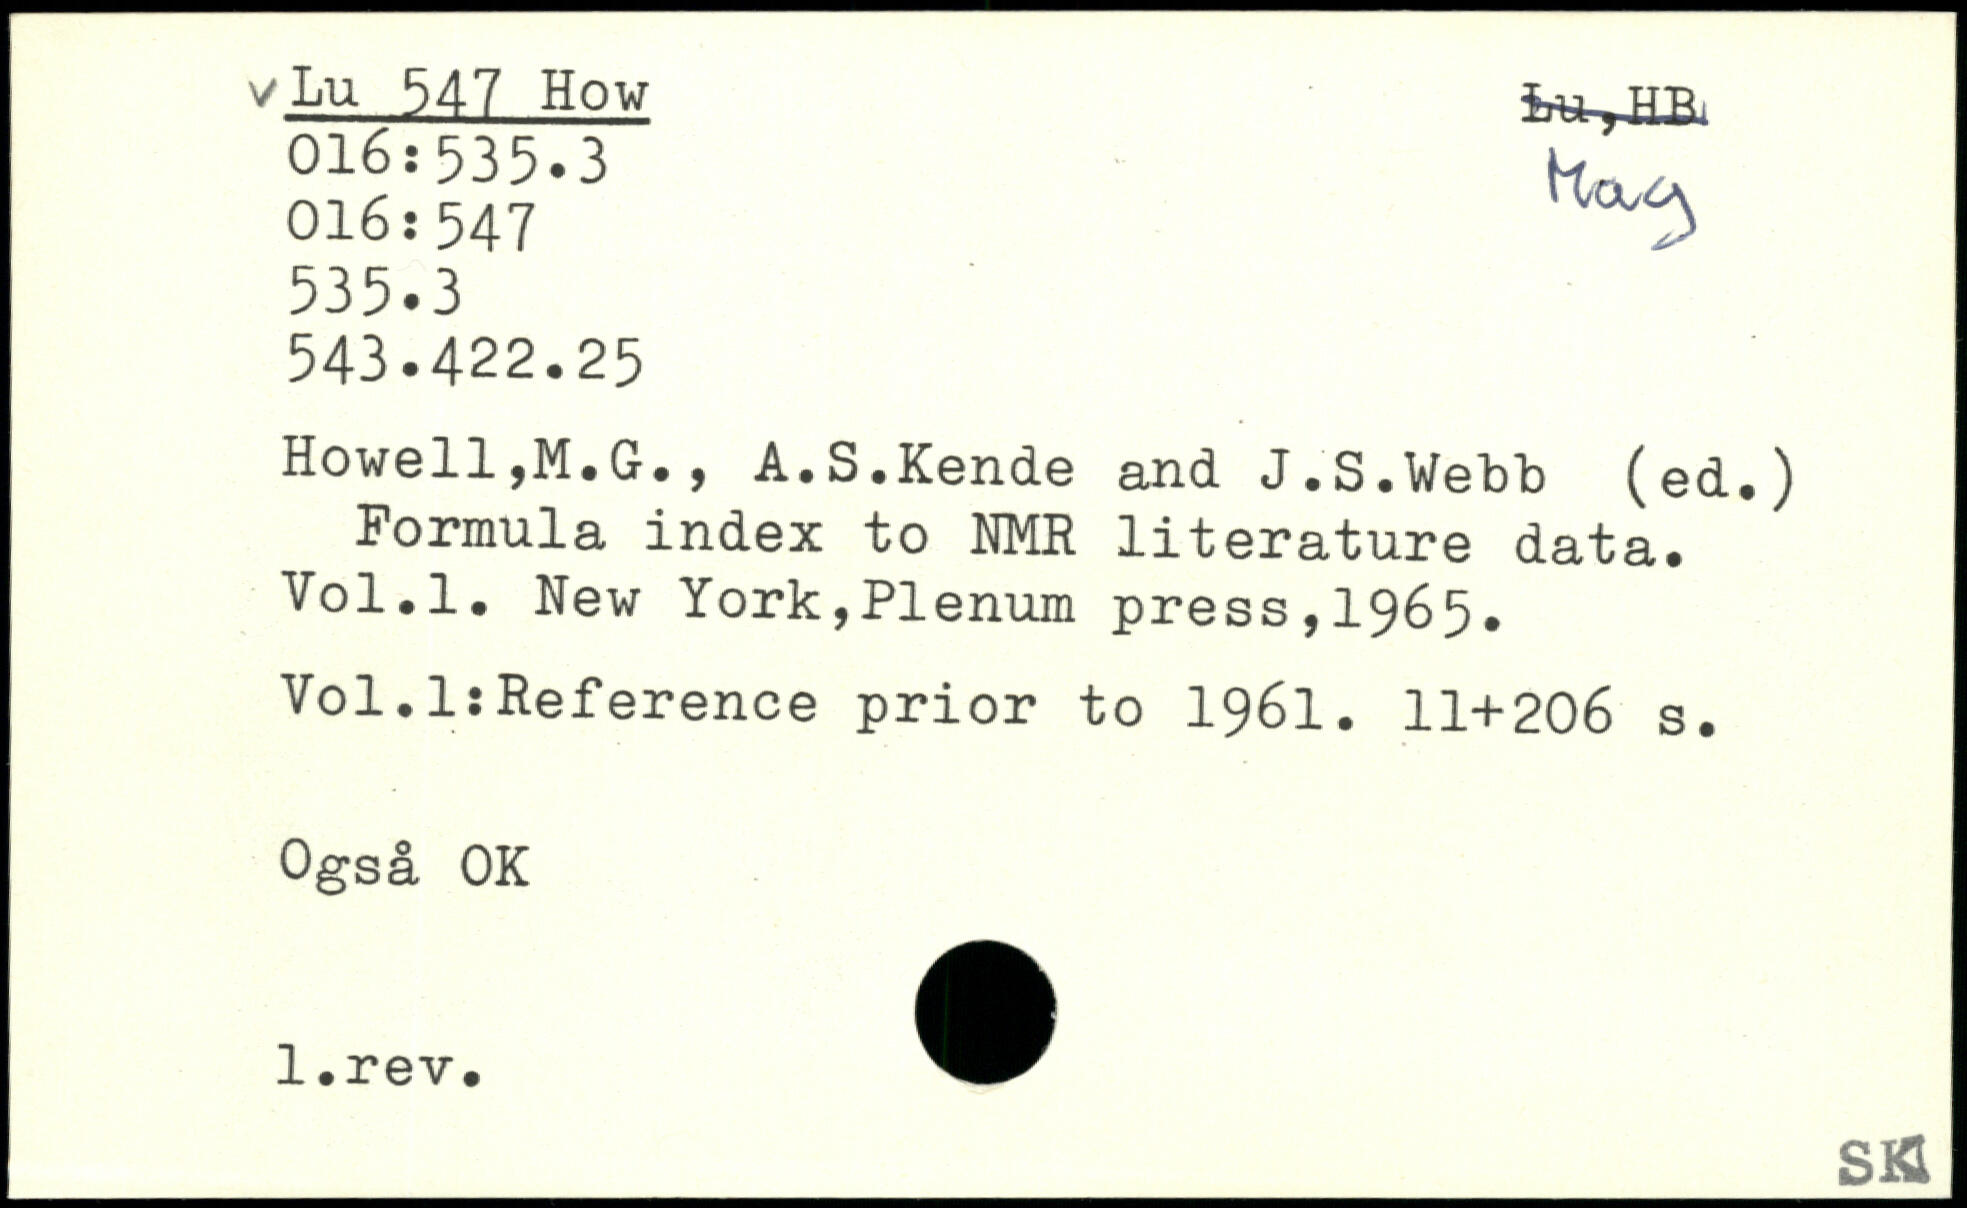 v Lu 547 How
Lu,HB
Mag
016:535.3
016:547
535.3
543.422.25
Howell,M.G., A.S.Kende and J.S.Webb (ed.)
Formula index to NMR literature data.
Vol.1. New York,Plenum press,1965.
Vol.1:Reference prior to 1961. 11+206 s.
Også OK
1.rev.
SK